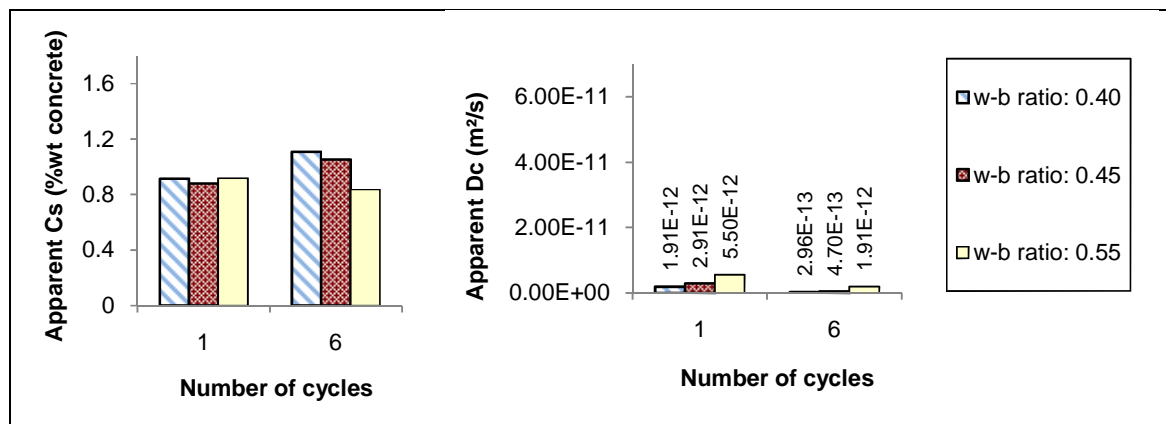 Apparent Cs (%wt concrete)
1.6
1.2
0.8
0.4
0
1
6
Number of cycles
Apparent Dc (m²/s)
6.00E-11
4.00E-11
2.00E-11
0.00E+00
1.91E-12
2.91E-12
5.50E-12
2.96E-13
4.70E-13
1.91E-12
1
6
Number of cycles
w-b ratio: 0.40
w-b ratio: 0.45
w-b ratio: 0.55